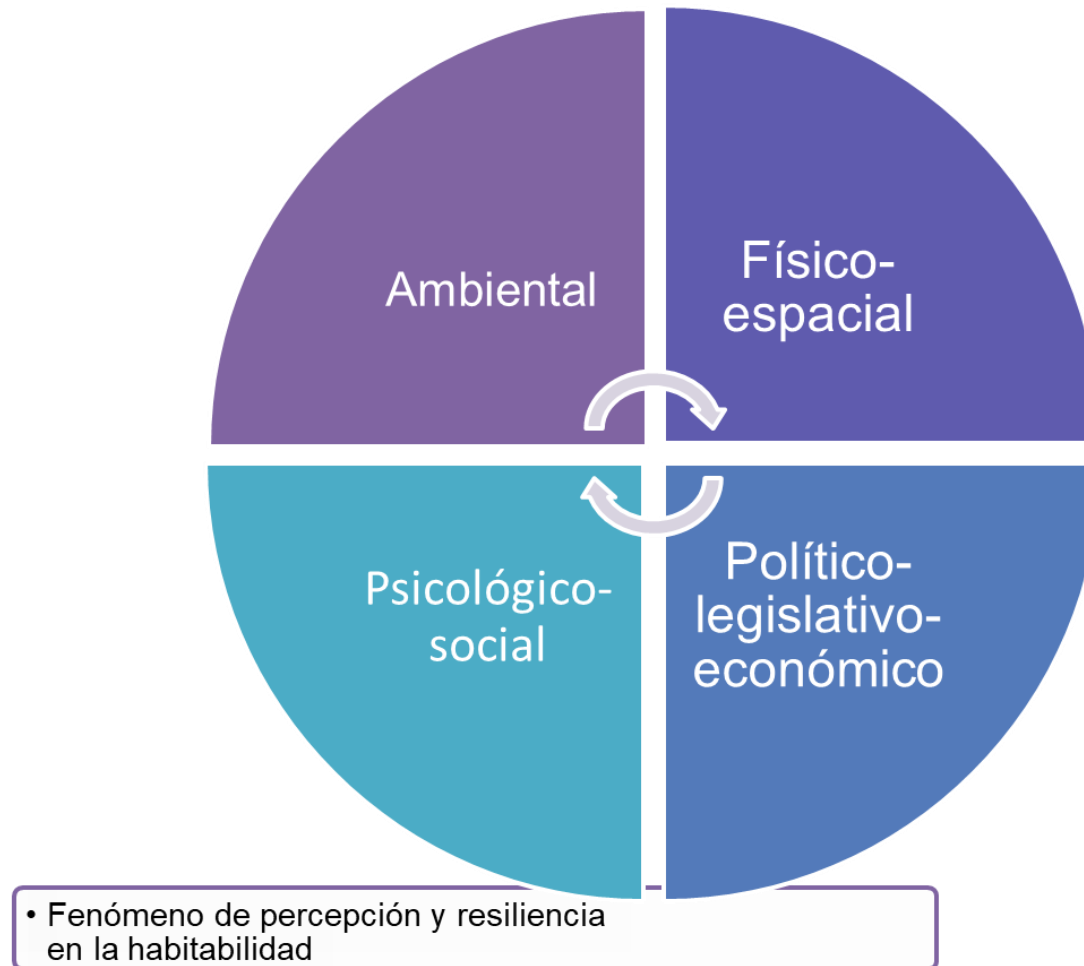 Ambiental
Físico-
espacial
Psicológico-
social
Político-
legislativo-
económico
• Fenómeno de percepción y resiliencia
en la habitabilidad